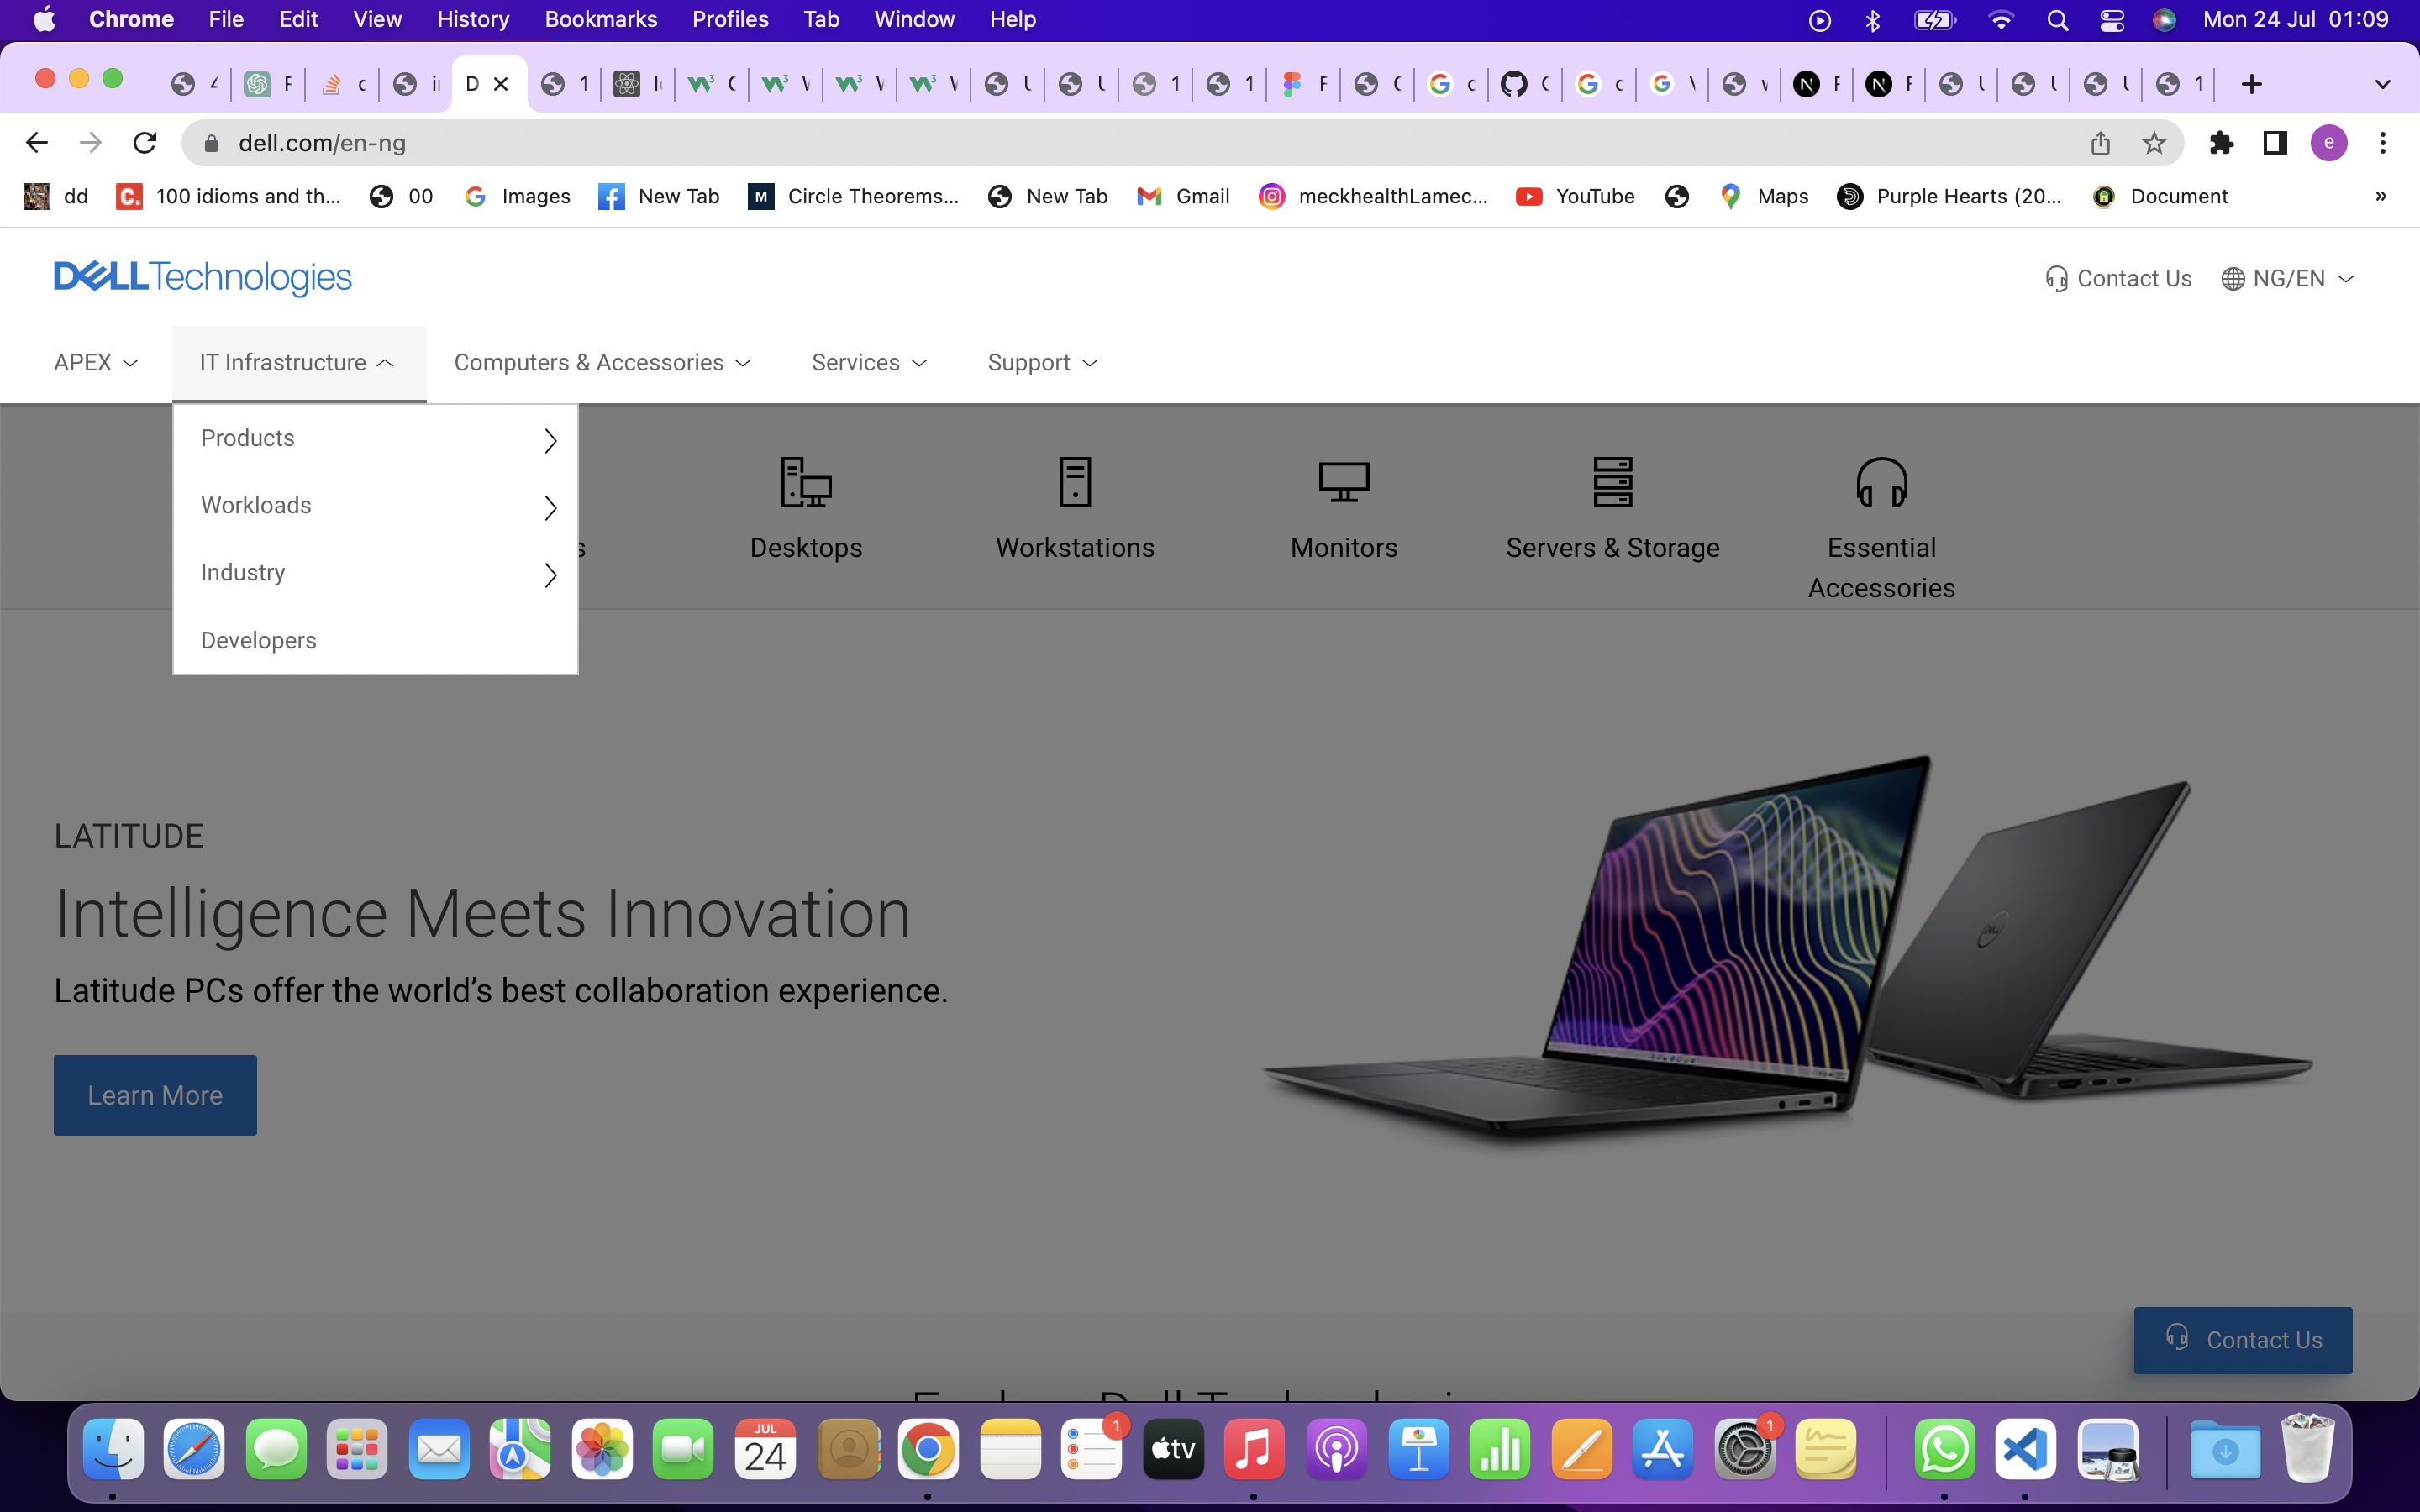 Chrome File Edit View History Bookmarks Profiles Tab Window Help Mon 24 Jul 01:09
dell.com/en-ng
dd 100 idioms and th... 00 Images New Tab Circle Theorems... New Tab Gmail meckhealthLamec... YouTube Maps Purple Hearts (20... Document »
DELL Technologies
Contact Us NG/EN
APEX IT Infrastructure Computers & Accessories Services Support
Products
Workloads
Industry
Developers
Desktops Workstations Monitors Servers & Storage Essential
Accessories
LATITUDE
Intelligence Meets Innovation
Latitude PCs offer the world’s best collaboration experience.
Learn More
Contact Us
JUL
24
1
tv
1